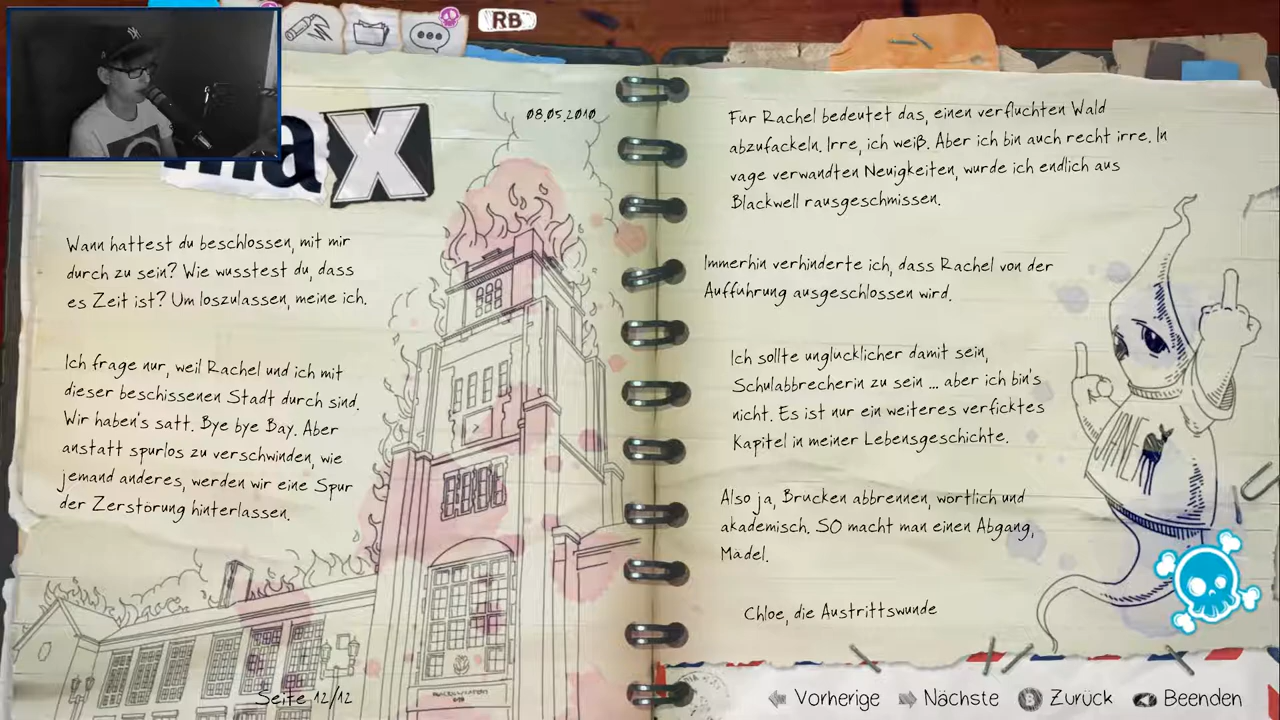 RB
max
08.05.2010
Wann hattest du beschlossen, mit mir
durch zu sein? Wie wusstest du, dass
es Zeit ist? Um loszulassen, meine ich.
Ich frage nur, weil Rachel und ich mit
dieser beschissenen Stadt durch sind.
Wir haben's satt. Bye bye Bay. Aber
anstatt spurlos zu verschwinden, wie
jemand anderes, werden wir eine Spur
der Zerstörung hinterlassen.
Seite 12/12
Fur Rachel bedeutet das, einen verfluchten Wald
abzufackeln. Irre, ich weiß. Aber ich bin auch recht irre. In
vage verwandten Neuigkeiten, wurde ich endlich aus
Blackwell rausgeschmissen.
Immerhin verhinderte ich, dass Rachel von der
Aufführung ausgeschlossen wird.
Ich sollte unglucklicher damit sein,
Schulabbrecherin zu sein ... aber ich bin's
nicht. Es ist nur ein weiteres verficktes
Kapitel in meiner Lebensgeschichte.
Also ja, Brucken abbrennen, wortlich und
akademisch. SO macht man einen Abgang,
Mädel.
Chloe, die Austrittswunde
Vorherige
Nächste
B Zurück
Beenden